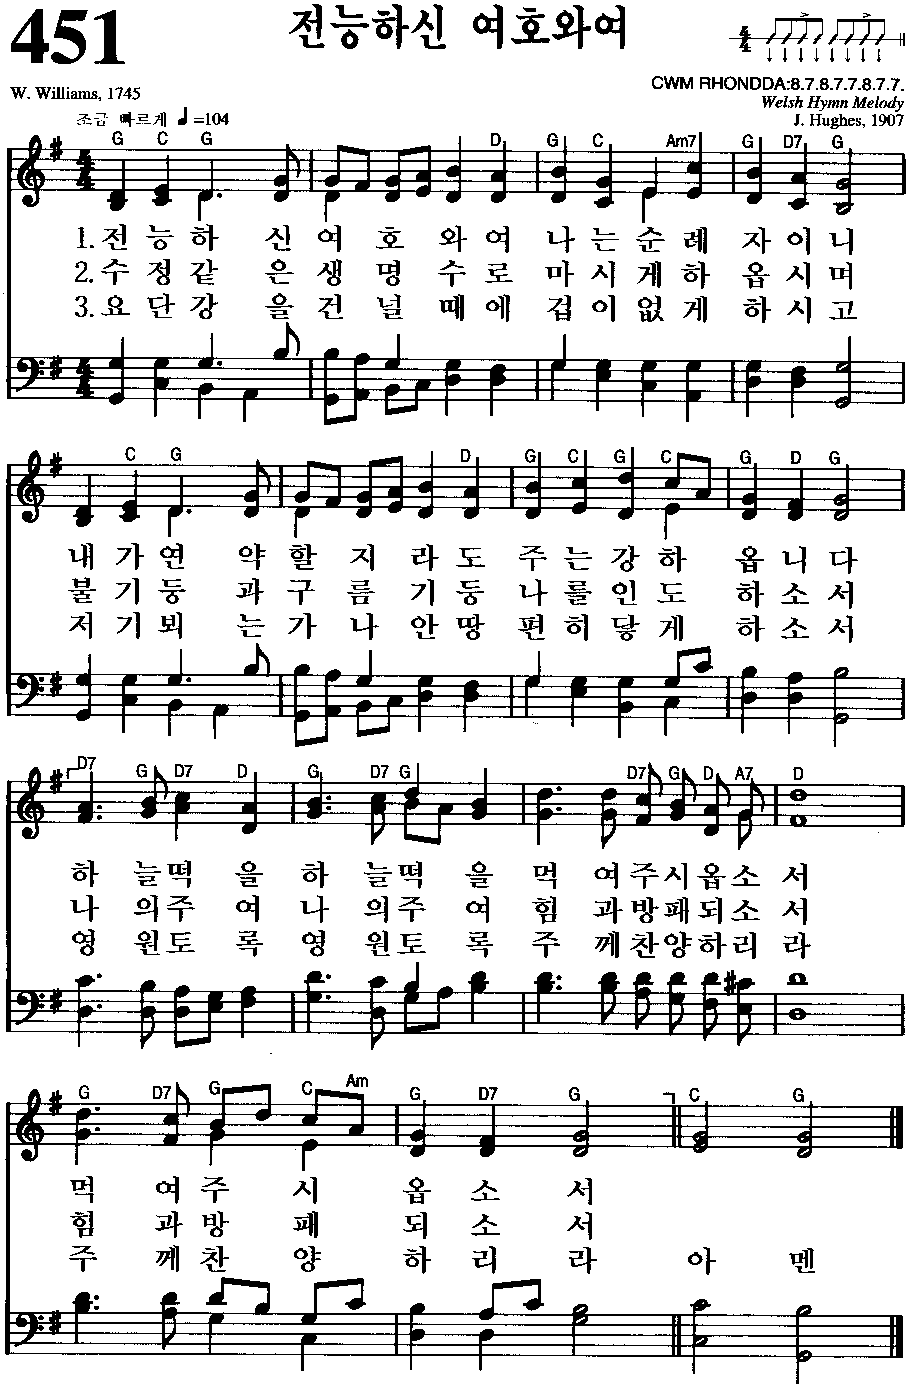 451
전능하신 여호와여
4/4
W. Williams, 1745
CWM RHONDDA:8.7.8.7.7.8.7.7.
Welsh Hymn Melody
J. Hughes, 1907
조금 빠르게 ♩=104
G C G D G C Am7 G D7 G
1.전 능 하 신 여 호 와 여 나 는 순 례 자 이 니
2.수 정 같 은 생 명 수 로 마 시 게 하 옵 시 며
3.요 단 강 을 건 널 때 에 겁 이 없 게 하 시 고
C G D G C G C G D G
내 가 연 약 할 지 라 도 주 는 강 하 옵 니 다
불 기 둥 과 구 름 기 둥 나 를 인 도 하 소 서
저 기 뵈 는 가 나 안 땅 편 히 닿 게 하 소 서
D7 G D7 D G D7 G D7 G D A7 D
하 늘 떡 을 하 늘 떡 을 먹 여 주 시 옵 소 서
나 의 주 여 나 의 주 여 힘 과 방 패 되 소 서
영 원 토 록 영 원 토 록 주 께 찬 양 하 리 라
G D7 G C Am G D7 G C G
먹 여 주 시 옵 소 서
힘 과 방 패 되 소 서
주 께 찬 양 하 리 라 아 멘